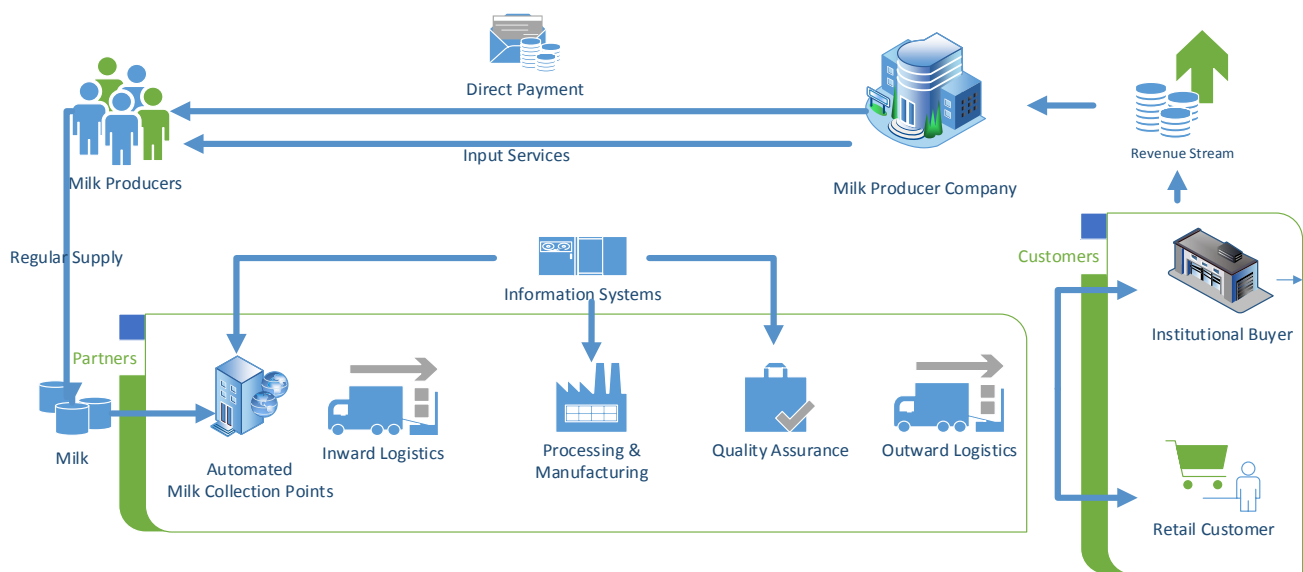 Direct Payment
Input Services
Revenue Stream
Milk Producers
Milk Producer Company
Regular Supply
Customers
Information Systems
Institutional Buyer
Partners
Inward Logistics
Processing &
Manufacturing
Quality Assurance
Outward Logistics
Milk
Automated
Milk Collection Points
Retail Customer